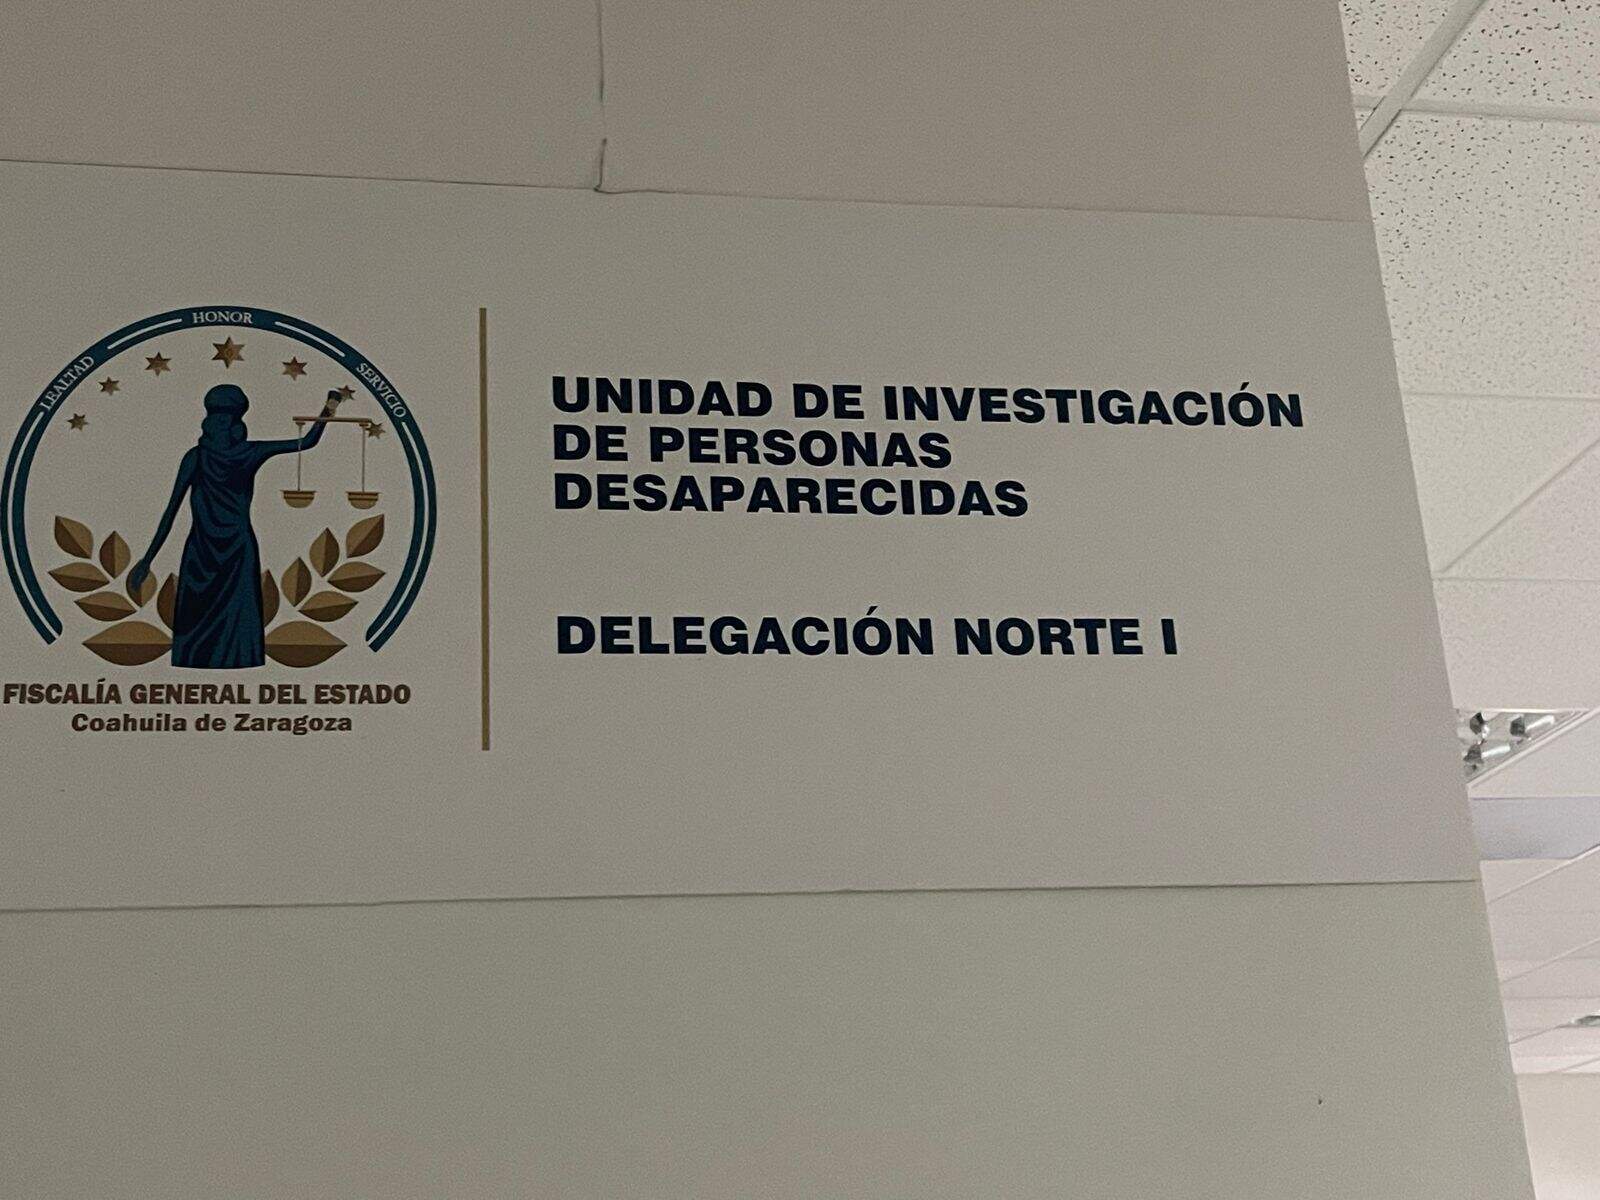 LEALTAD HONOR SERVICIO
FISCALÍA GENERAL DEL ESTADO
Coahuila de Zaragoza
UNIDAD DE INVESTIGACIÓN
DE PERSONAS
DESAPARECIDAS
DELEGACIÓN NORTE I